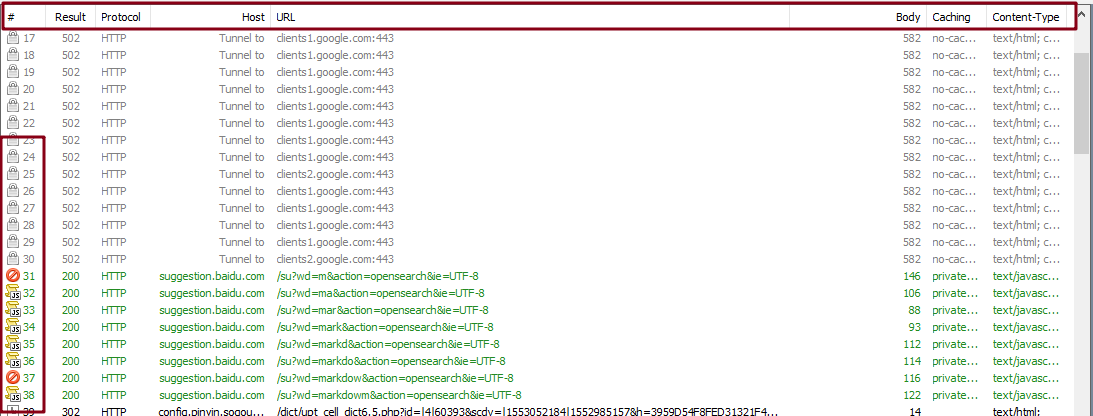 # Result Protocol Host URL Body Caching Content-Type
17 502 HTTP Tunnel to clients1.google.com:443 582 no-cac... text/html; c...
18 502 HTTP Tunnel to clients1.google.com:443 582 no-cac... text/html; c...
19 502 HTTP Tunnel to clients1.google.com:443 582 no-cac... text/html; c...
20 502 HTTP Tunnel to clients1.google.com:443 582 no-cac... text/html; c...
21 502 HTTP Tunnel to clients1.google.com:443 582 no-cac... text/html; c...
22 502 HTTP Tunnel to clients1.google.com:443 582 no-cac... text/html; c...
23 502 HTTP Tunnel to clients1.google.com:443 582 no-cac... text/html; c...
24 502 HTTP Tunnel to clients1.google.com:443 582 no-cac... text/html; c...
25 502 HTTP Tunnel to clients2.google.com:443 582 no-cac... text/html; c...
26 502 HTTP Tunnel to clients1.google.com:443 582 no-cac... text/html; c...
27 502 HTTP Tunnel to clients1.google.com:443 582 no-cac... text/html; c...
28 502 HTTP Tunnel to clients1.google.com:443 582 no-cac... text/html; c...
29 502 HTTP Tunnel to clients1.google.com:443 582 no-cac... text/html; c...
30 502 HTTP Tunnel to clients2.google.com:443 582 no-cac... text/html; c...
31 200 HTTP suggestion.baidu.com /su?wd=m&action=opensearch&ie=UTF-8 146 private... text/javasc...
32 200 HTTP suggestion.baidu.com /su?wd=ma&action=opensearch&ie=UTF-8 106 private... text/javasc...
33 200 HTTP suggestion.baidu.com /su?wd=mar&action=opensearch&ie=UTF-8 88 private... text/javasc...
34 200 HTTP suggestion.baidu.com /su?wd=mark&action=opensearch&ie=UTF-8 93 private... text/javasc...
35 200 HTTP suggestion.baidu.com /su?wd=markd&action=opensearch&ie=UTF-8 112 private... text/javasc...
36 200 HTTP suggestion.baidu.com /su?wd=markdo&action=opensearch&ie=UTF-8 114 private... text/javasc...
37 200 HTTP suggestion.baidu.com /su?wd=markdow&action=opensearch&ie=UTF-8 116 private... text/javasc...
38 200 HTTP suggestion.baidu.com /su?wd=markdowm&action=opensearch&ie=UTF-8 122 private... text/javasc...
39 302 HTTP config.pinyin.sogou... /dict/upt_cell_dict6.5.php?id=|4|60393&scdv=|1553052184|1552985157&h=3959D54F8FED31321F4... 14 text/html;